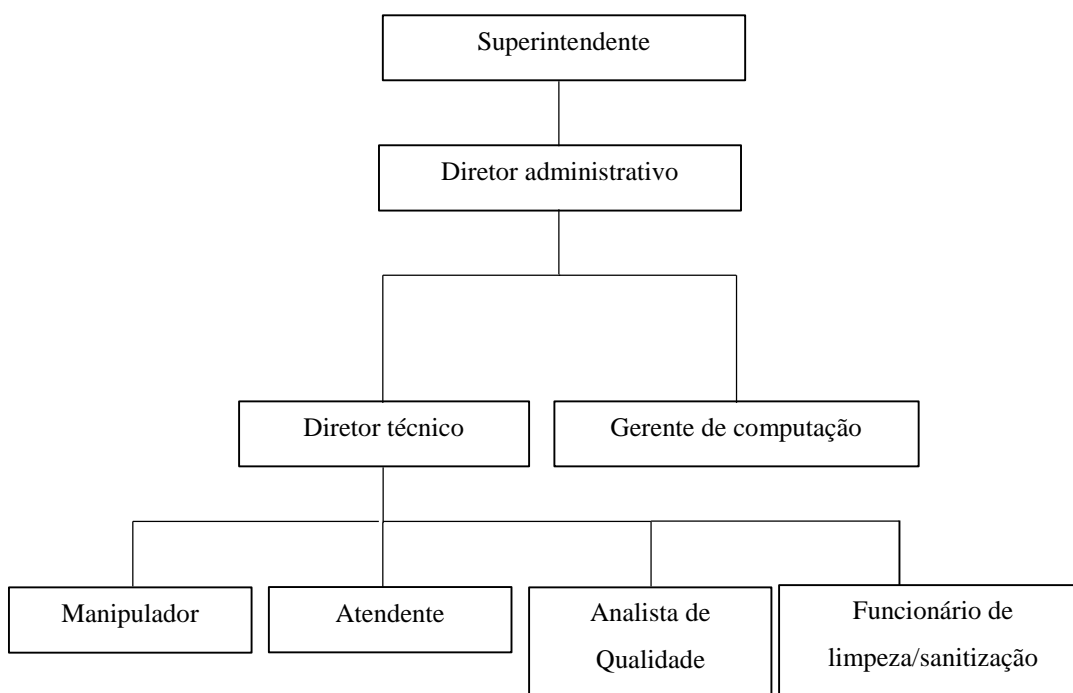 Superintendente
Diretor administrativo
Diretor técnico
Gerente de computação
Manipulador
Atendente
Analista de
Qualidade
Funcionário de
limpeza/sanitização